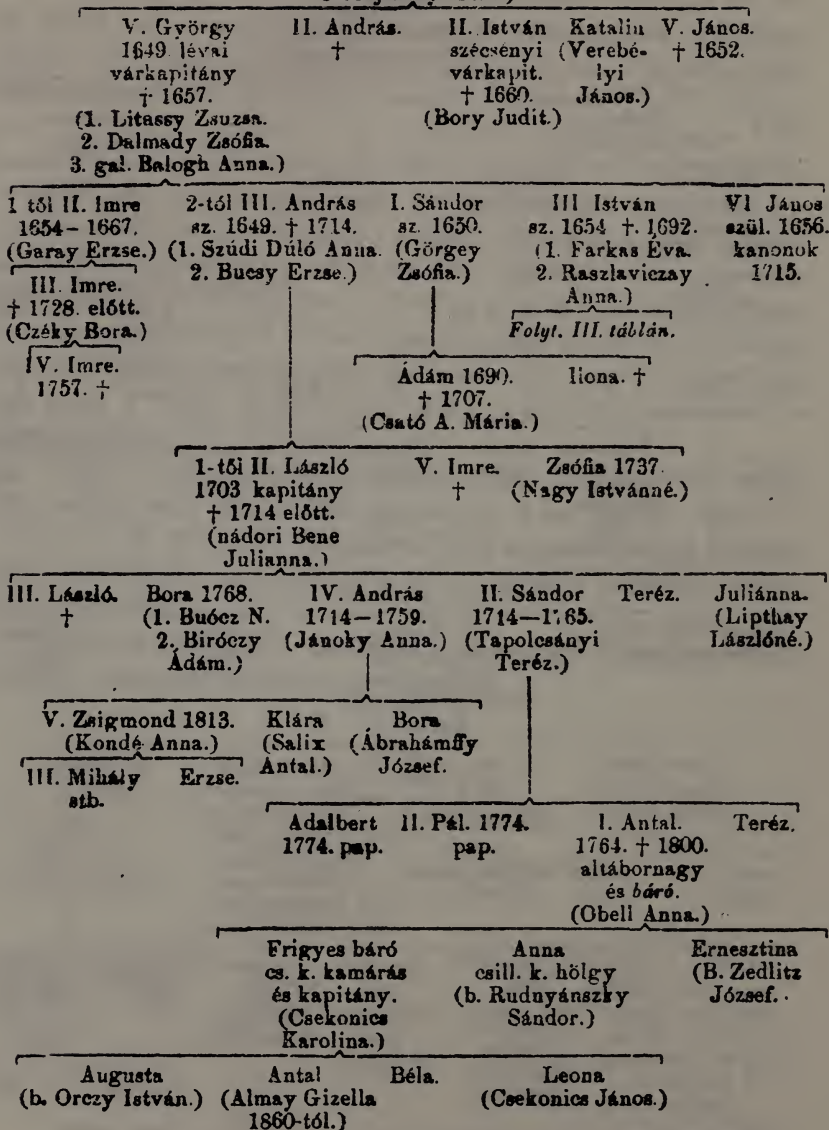 V. György II. András. II. István Katalin V. János.
1649 lévai † szécsényi (Verebé- † 1652.
várkapitány várkapit. lyi
† 1657. † 1660. János.)
(1. Litassy Zsuzsa. (Bory Judit.)
2. Dalmady Zsófia.
3. gal. Balogh Anna.)
1 től II. Imre 2-tól III. András I. Sándor III István VI János
1654–1667. sz. 1649. † 1714. sz. 1650. sz. 1654 †. 1692. szül. 1656.
(Garay Erzse.) (1. Szúdi Dúló Anna. (Görgey (1. Farkas Éva. kanonok
III. Imre. 2. Bucsy Erzse.) Zsófia.) 2. Raszlaviczay 1715.
† 1728. előtt. Anna.)
(Czéky Bora.) Folyt. III. táblán.
IV. Imre.
1757. †
Ádám 1690. Ilona. †
† 1707.
(Csató A. Mária.)
1-től II. László V. Imre. Zsófia 1737.
1703 kapitány † (Nagy Istvánné.)
† 1714 előtt.
(nádori Bene
Julianna.)
III. László. Bora 1768. IV. András II. Sándor Teréz. Juliánna.
† (1. Buócz N. 1714–1759. 1714–1765. (Lipthay
2. Biróczy (Jánoky Anna.) (Tapolcsányi Lászlóné.)
Ádám.) Teréz.)
V. Zsigmond 1813. Klára Bora
(Kondé Anna.) (Salix (Ábrahámffy
III. Mihály Erzse. Antal.) József.
stb.
Adalbert II. Pál. 1774. I. Antal. Teréz.
1774. pap. pap. 1764. † 1800.
altábornagy
és báró.
(Obell Anna.)
Frigyes báró Anna Ernesztina
cs. k. kamárás csill. k. hölgy (B. Zedlitz
és kapitány. (b. Rudnyánszky József.
(Csekonics Sándor.)
Karolina.)
Augusta Antal Béla. Leona
(b. Orczy István.) (Almay Gizella (Csekonics János.)
1860-tól.)